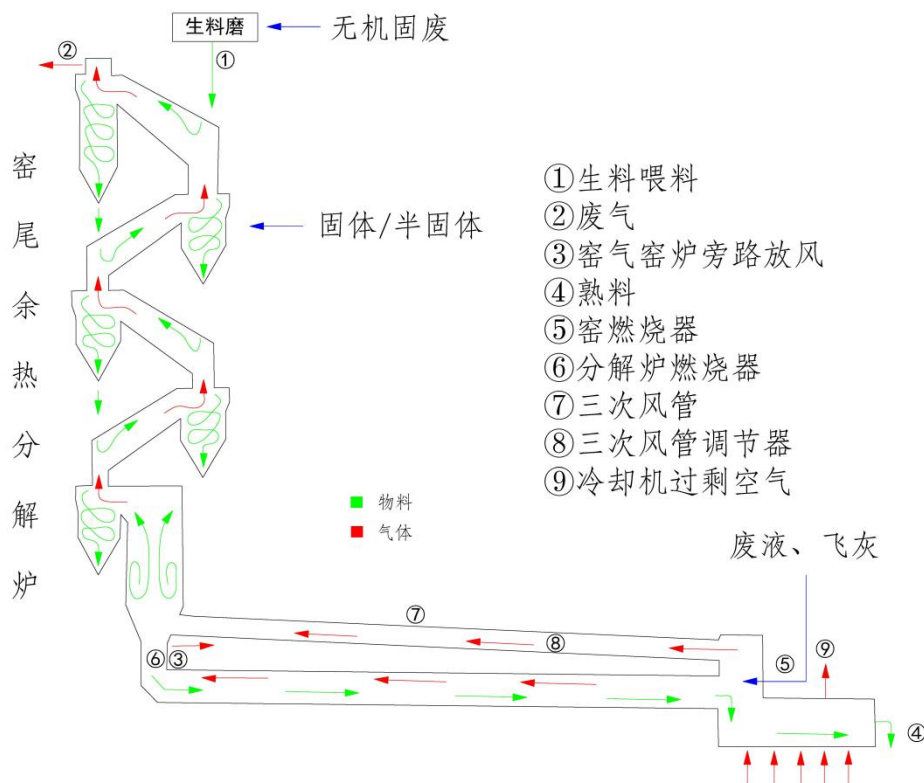 生料磨
无机固废
①
②
窑尾余热分解炉
固体/半固体
①生料喂料
②废气
③窑气窑炉旁路放风
④熟料
⑤窑燃烧器
⑥分解炉燃烧器
⑦三次风管
⑧三次风管调节器
⑨冷却机过剩空气
物料
气体
废液、飞灰
⑦
⑧
⑥③
⑤
⑨
④